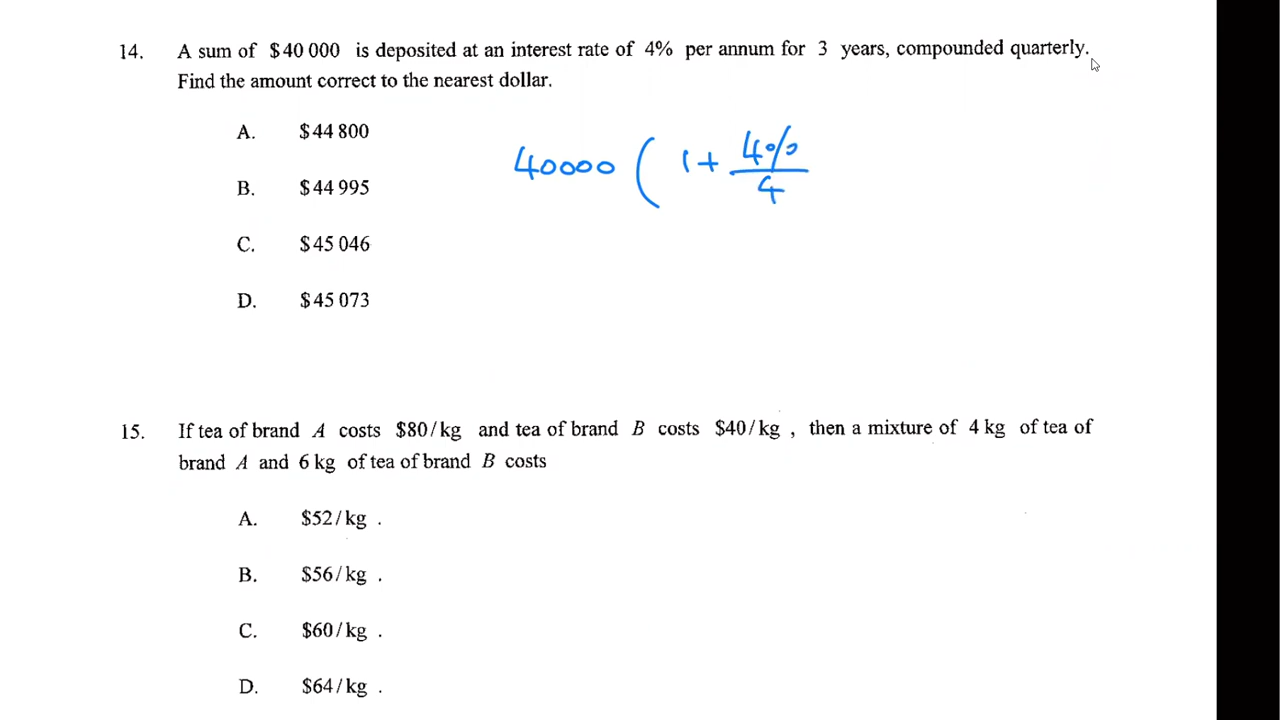 14. A sum of $40 000 is deposited at an interest rate of 4% per annum for 3 years, compounded quarterly.
Find the amount correct to the nearest dollar.
A. $44 800
40000 ( 1 + 4%/4
B. $44 995
C. $45 046
D. $45 073
15. If tea of brand A costs $80/kg and tea of brand B costs $40/kg , then a mixture of 4 kg of tea of
brand A and 6 kg of tea of brand B costs
A. $52/kg .
B. $56/kg .
C. $60/kg .
D. $64/kg .